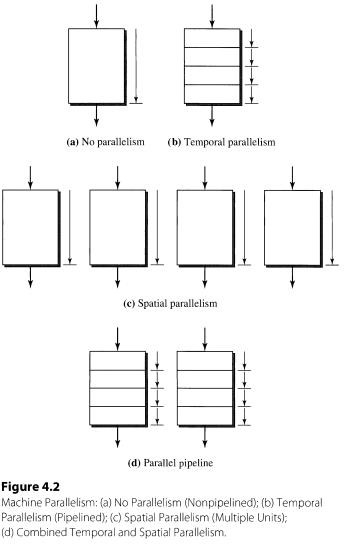 (a) No parallelism (b) Temporal parallelism
(c) Spatial parallelism
(d) Parallel pipeline
Figure 4.2
Machine Parallelism: (a) No Parallelism (Nonpipelined); (b) Temporal
Parallelism (Pipelined); (c) Spatial Parallelism (Multiple Units);
(d) Combined Temporal and Spatial Parallelism.